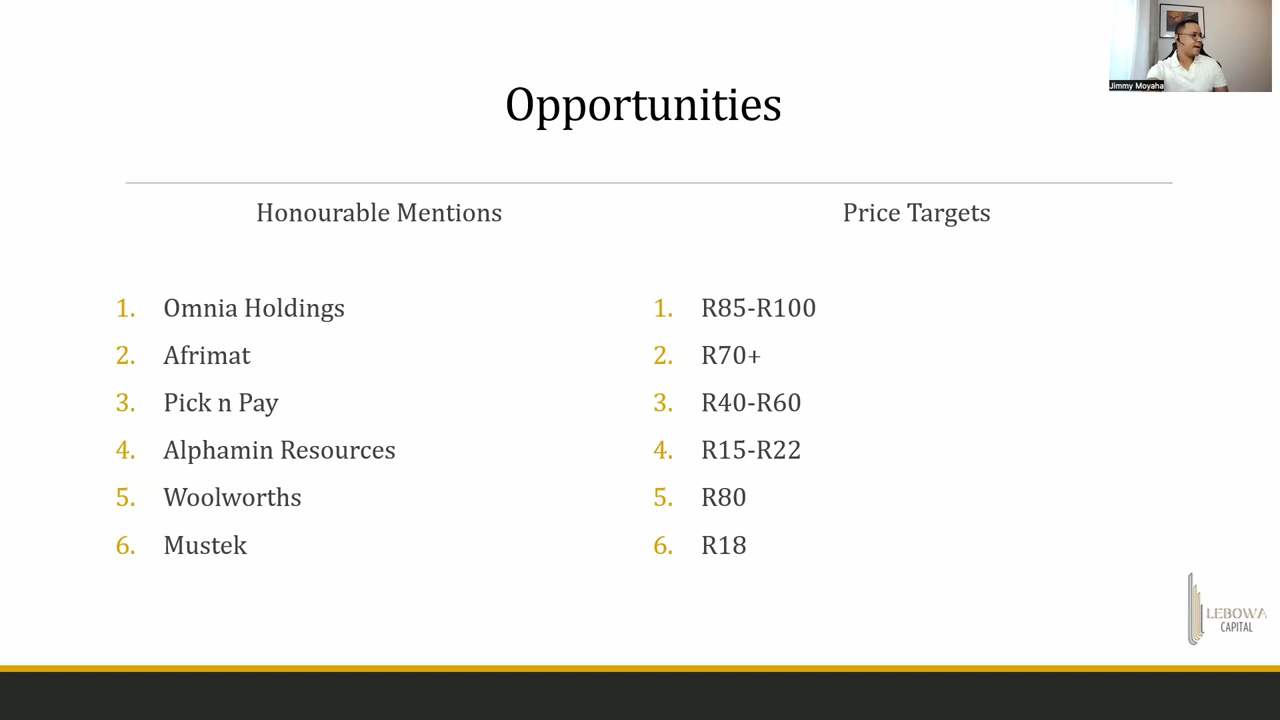 Jimmy Moyaha
Opportunities
Honourable Mentions
Price Targets
1. Omnia Holdings
2. Afrimat
3. Pick n Pay
4. Alphamin Resources
5. Woolworths
6. Mustek
1. R85-R100
2. R70+
3. R40-R60
4. R15-R22
5. R80
6. R18
LEBOWA
CAPITAL